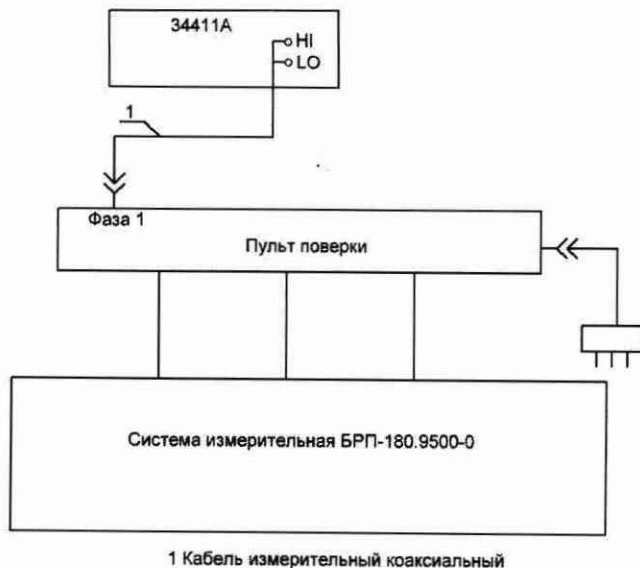 34411A
HI
LO
1
Фаза 1
Пульт поверки
Система измерительная БРП-180.9500-0
1 Кабель измерительный коаксиальный